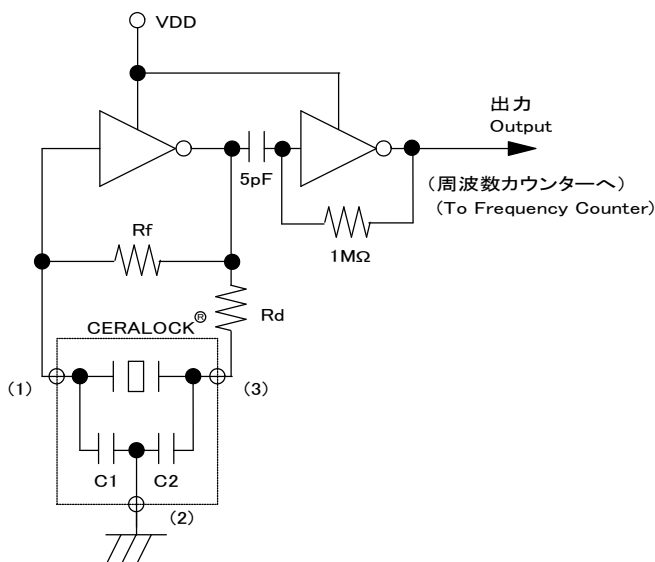 VDD
出力
Output
5pF
(周波数カウンターへ)
(To Frequency Counter)
Rf
1MΩ
Rd
CERALOCK®
(1)
(3)
C1
C2
(2)